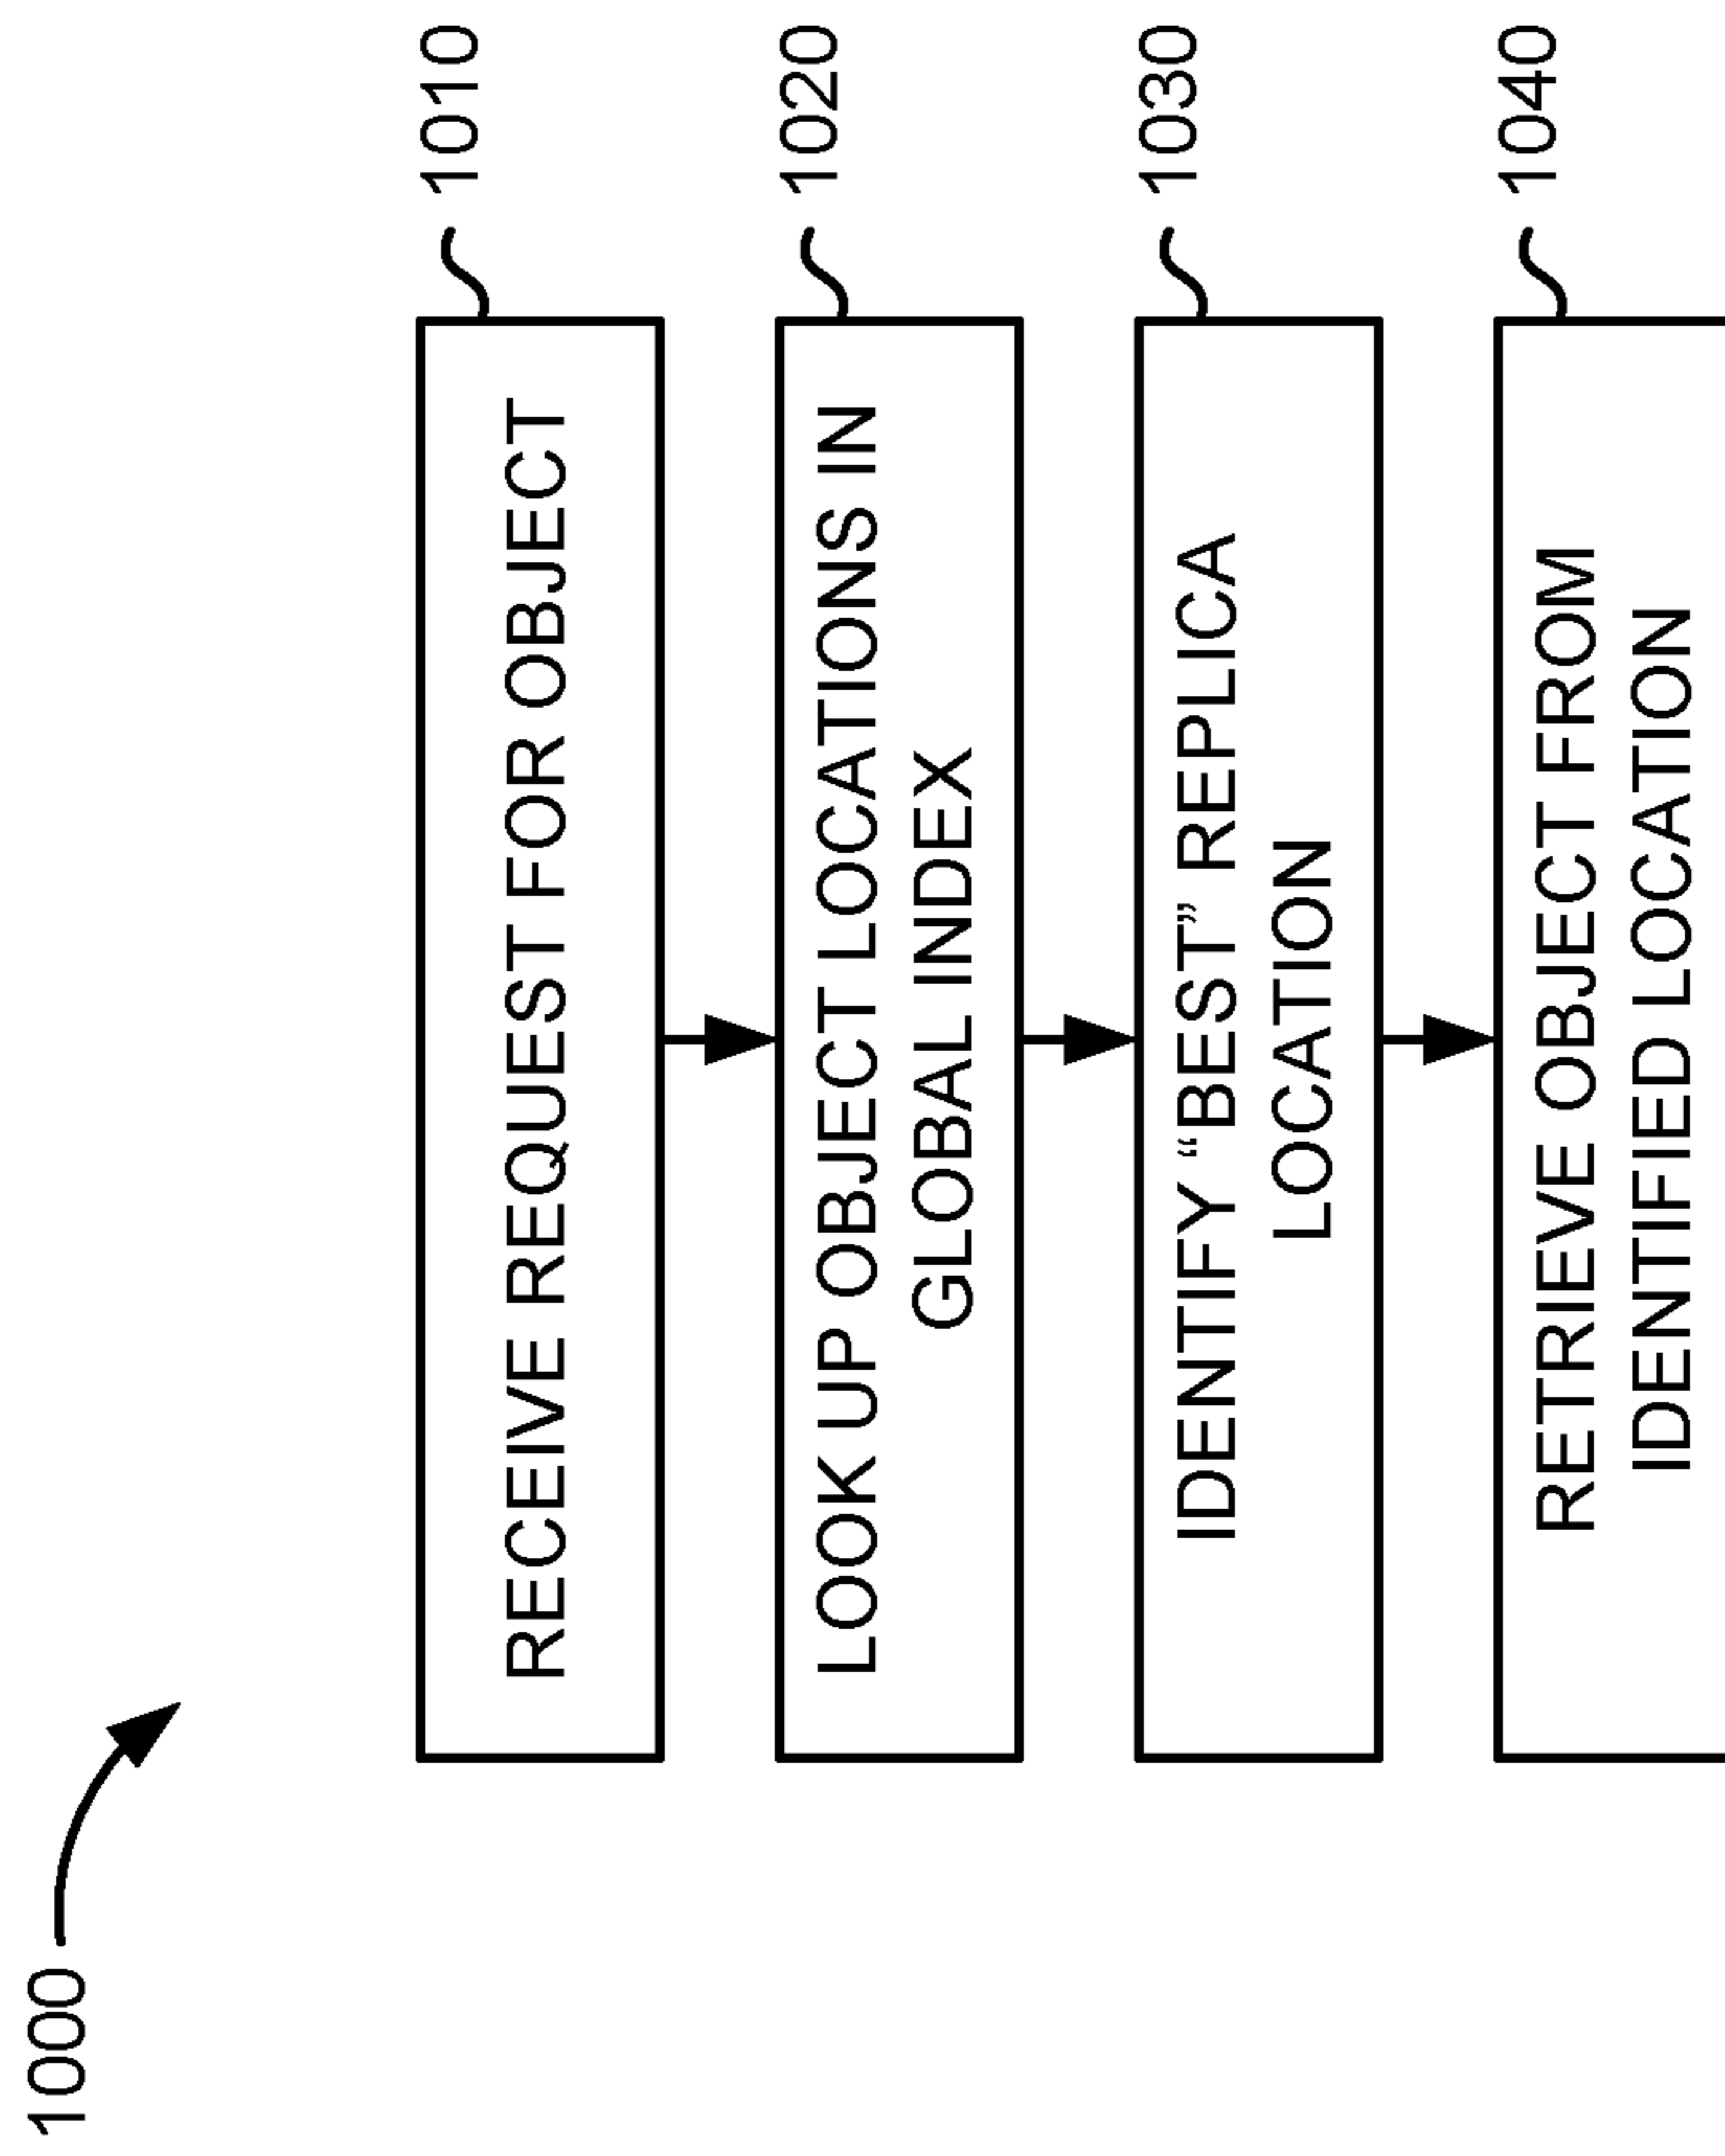 1000
RECEIVE REQUEST FOR OBJECT
1010
LOOK UP OBJECT LOCATIONS IN
GLOBAL INDEX
1020
IDENTIFY “BEST” REPLICA
LOCATION
1030
RETRIEVE OBJECT FROM
IDENTIFIED LOCATION
1040